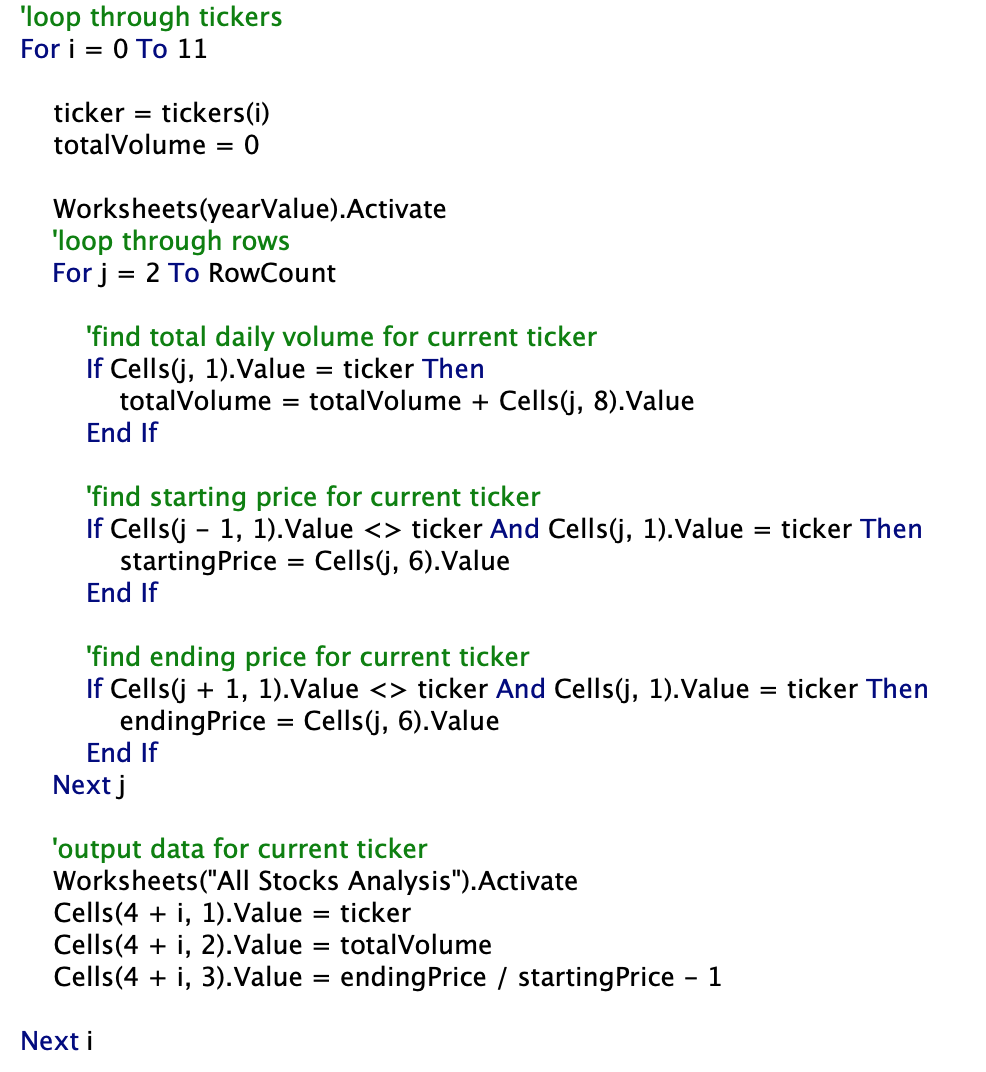 'loop through tickers
For i = 0 To 11
ticker = tickers(i)
totalVolume = 0
Worksheets(yearValue).Activate
'loop through rows
For j = 2 To RowCount
'find total daily volume for current ticker
If Cells(j, 1).Value = ticker Then
totalVolume = totalVolume + Cells(j, 8).Value
End If
'find starting price for current ticker
If Cells(j - 1, 1).Value <> ticker And Cells(j, 1).Value = ticker Then
startingPrice = Cells(j, 6).Value
End If
'find ending price for current ticker
If Cells(j + 1, 1).Value <> ticker And Cells(j, 1).Value = ticker Then
endingPrice = Cells(j, 6).Value
End If
Next j
'output data for current ticker
Worksheets("All Stocks Analysis").Activate
Cells(4 + i, 1).Value = ticker
Cells(4 + i, 2).Value = totalVolume
Cells(4 + i, 3).Value = endingPrice / startingPrice - 1
Next i